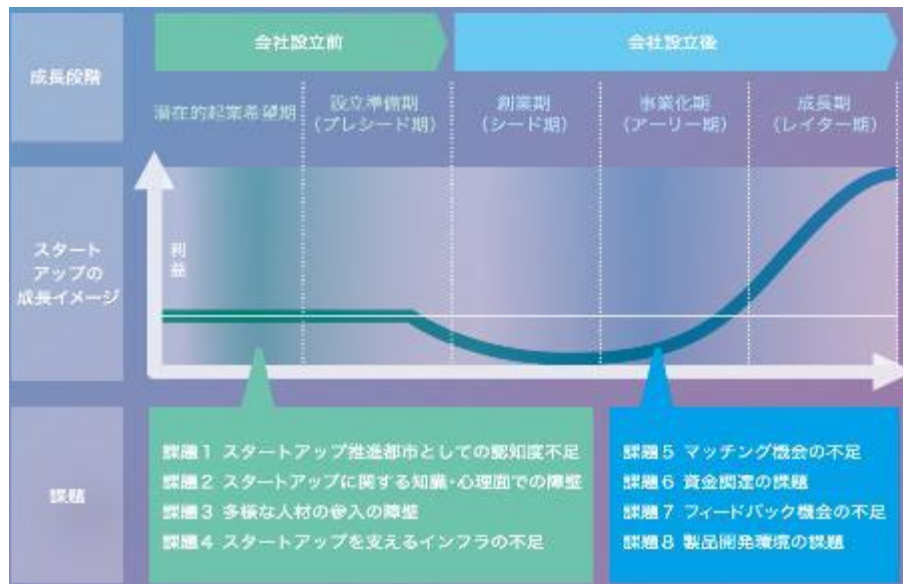 成長段階
会社設立前
会社設立後
潜在的起業希望期
設立準備期
(プレシード期)
創業期
(シード期)
事業化期
(アーリー期)
成長期
(レイター期)
スタート
アップの
成長イメージ
利
益
課題
課題1 スタートアップ推進都市としての認知度不足
課題2 スタートアップに関する知識・心理面での障壁
課題3 多様な人材の参入の障壁
課題4 スタートアップを支えるインフラの不足
課題5 マッチング機会の不足
課題6 資金調達の課題
課題7 フィードバック機会の不足
課題8 製品開発環境の課題